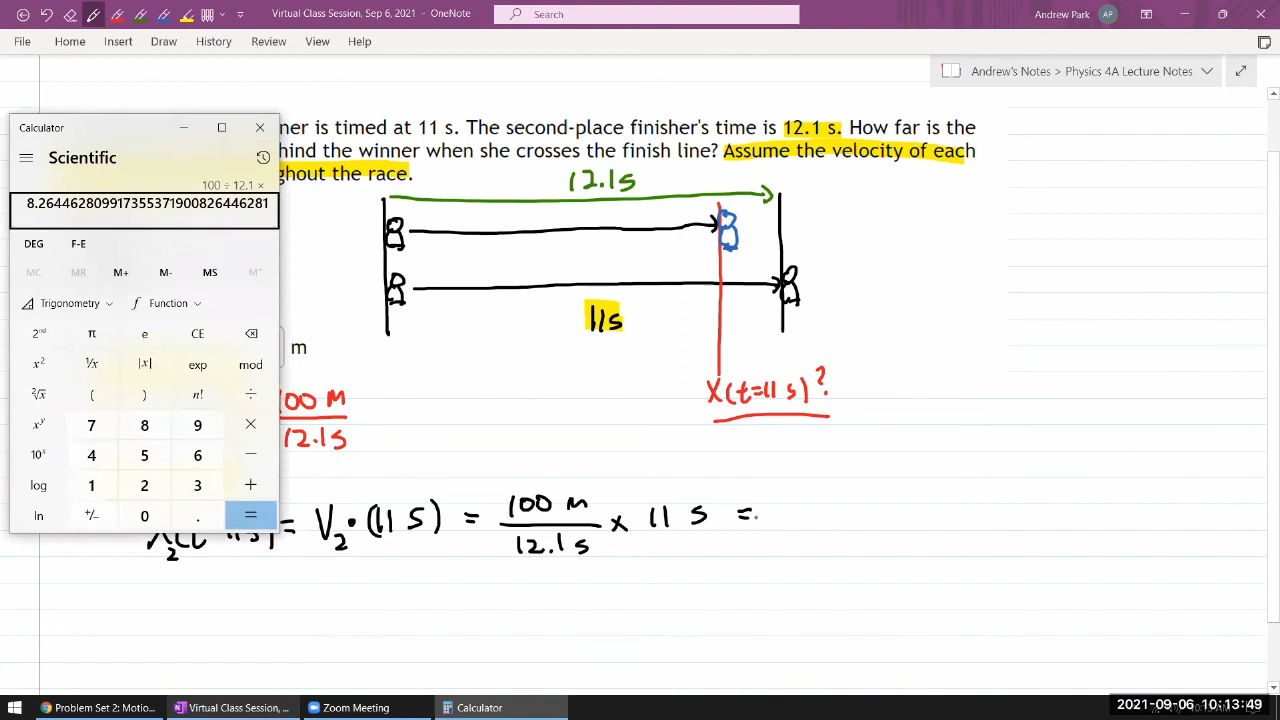 Virtual Class Session, Sep 6, 2021 - OneNote
Search
Andrew Park AP
File Home Insert Draw History Review View Help
Andrew's Notes > Physics 4A Lecture Notes
Calculator
Scientific
100 ÷ 12.1 ×
8.264462809917355371900826446281
DEG F-E
MC MR M+ M- MS M˅
Trigonometry Function
2ⁿᵈ π e CE
x² ¹/x |x| exp mod
²√x ( ) n! ÷
xʸ 7 8 9 ×
10ˣ 4 5 6 −
log 1 2 3 +
ln +/− 0 . =
ner is timed at 11 s. The second-place finisher's time is 12.1 s. How far is the
hind the winner when she crosses the finish line? Assume the velocity of each
ghout the race.
12.1s
11s
m
100 M
12.1s
X(t=11 s)?
= V₂·(11 S) = 100 M / 12.1 s × 11 s =
Problem Set 2: Motio...
Virtual Class Session,...
Zoom Meeting
Calculator
2021-09-06 10:13:49